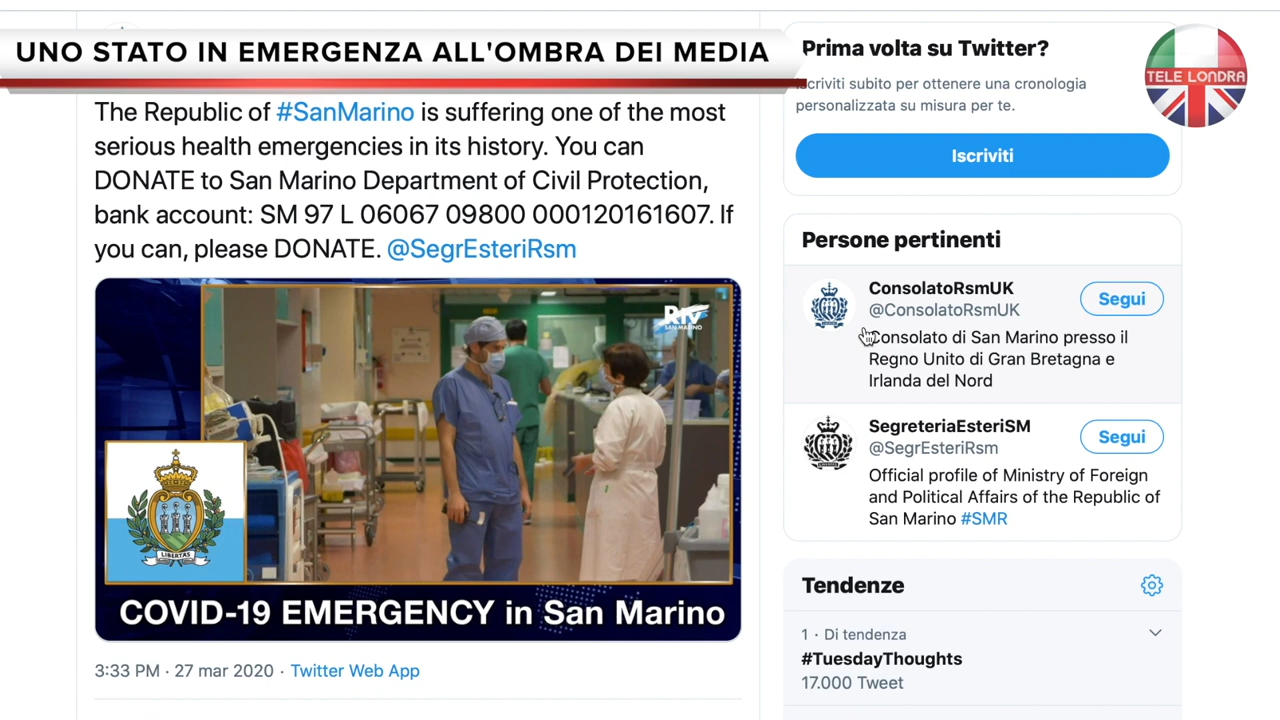 UNO STATO IN EMERGENZA ALL'OMBRA DEI MEDIA
The Republic of #SanMarino is suffering one of the most
serious health emergencies in its history. You can
DONATE to San Marino Department of Civil Protection,
bank account: SM 97 L 06067 09800 000120161607. If
you can, please DONATE. @SegrEsteriRsm
RTV
SAN MARINO
LIBERTAS
COVID-19 EMERGENCY in San Marino
3:33 PM · 27 mar 2020 · Twitter Web App
Prima volta su Twitter?
Iscriviti subito per ottenere una cronologia
personalizzata su misura per te.
Iscriviti
TELE LONDRA
Persone pertinenti
ConsolatoRsmUK
@ConsolatoRsmUK
Segui
Consolato di San Marino presso il
Regno Unito di Gran Bretagna e
Irlanda del Nord
SegreteriaEsteriSM
@SegrEsteriRsm
Segui
Official profile of Ministry of Foreign
and Political Affairs of the Republic of
San Marino #SMR
Tendenze
1 · Di tendenza
#TuesdayThoughts
17.000 Tweet